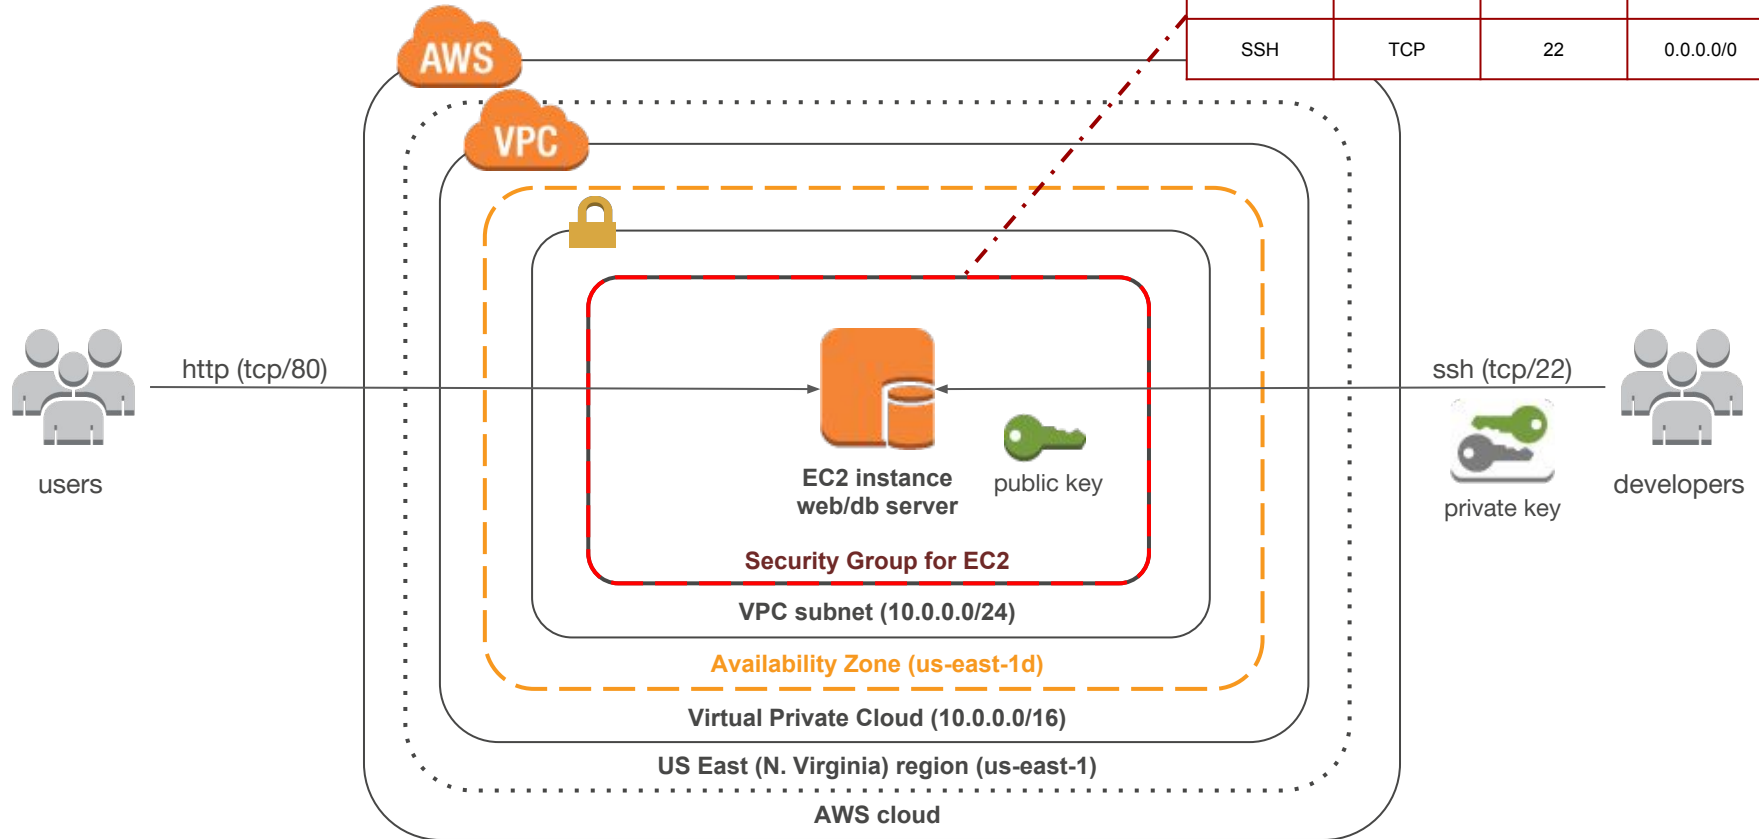 SSH TCP 22 0.0.0.0/0
AWS
VPC
http (tcp/80)
ssh (tcp/22)
users
EC2 instance
web/db server
public key
private key
developers
Security Group for EC2
VPC subnet (10.0.0.0/24)
Availability Zone (us-east-1d)
Virtual Private Cloud (10.0.0.0/16)
US East (N. Virginia) region (us-east-1)
AWS cloud